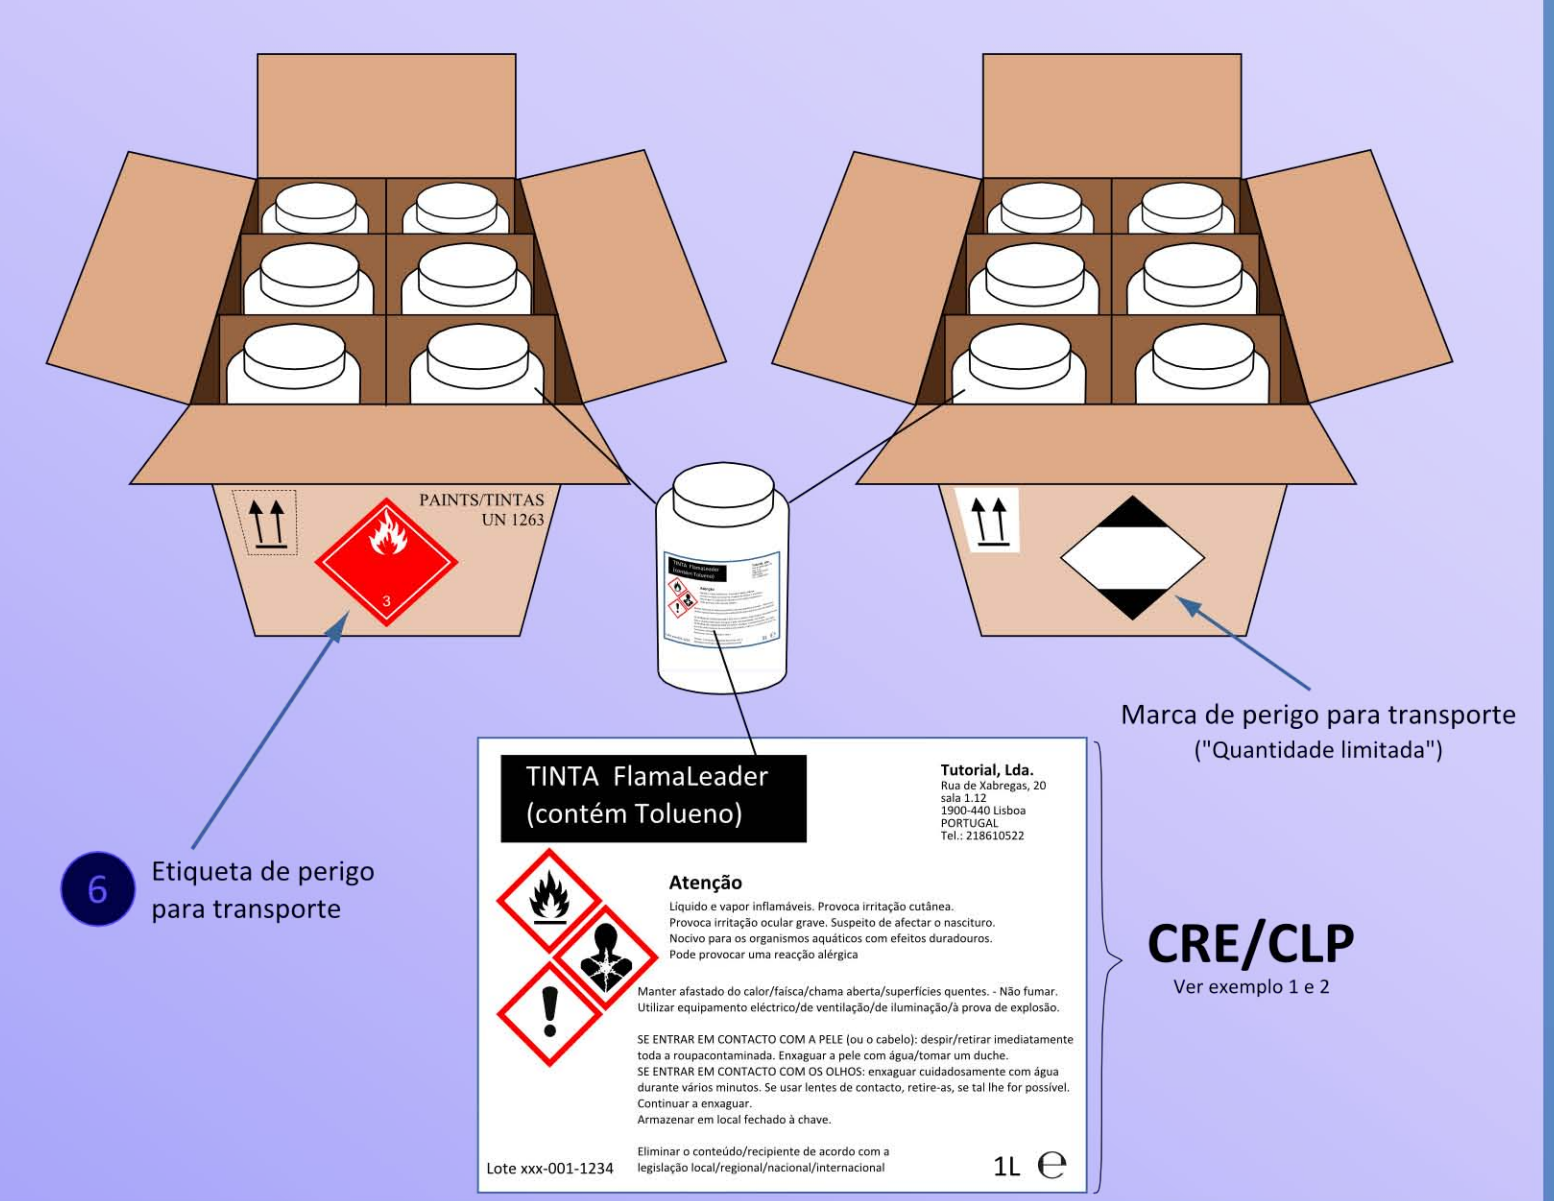 PAINTS/TINTAS
UN 1263
3
TINTA FlamaLeader
(contém Tolueno)
Atenção
Marca de perigo para transporte
("Quantidade limitada")
6
Etiqueta de perigo
para transporte
TINTA FlamaLeader
(contém Tolueno)
Tutorial, Lda.
Rua de Xabregas, 20
sala 1.12
1900-440 Lisboa
PORTUGAL
Tel.: 218610522
Atenção
Líquido e vapor inflamáveis. Provoca irritação cutânea.
Provoca irritação ocular grave. Suspeito de afectar o nascituro.
Nocivo para os organismos aquáticos com efeitos duradouros.
Pode provocar uma reacção alérgica
Manter afastado do calor/faísca/chama aberta/superfícies quentes. - Não fumar.
Utilizar equipamento eléctrico/de ventilação/de iluminação/à prova de explosão.
SE ENTRAR EM CONTACTO COM A PELE (ou o cabelo): despir/retirar imediatamente
toda a roupacontaminada. Enxaguar a pele com água/tomar um duche.
SE ENTRAR EM CONTACTO COM OS OLHOS: enxaguar cuidadosamente com água
durante vários minutos. Se usar lentes de contacto, retire-as, se tal lhe for possível.
Continuar a enxaguar.
Armazenar em local fechado à chave.
Eliminar o conteúdo/recipiente de acordo com a
legislação local/regional/nacional/internacional
Lote xxx-001-1234
1L ℮
CRE/CLP
Ver exemplo 1 e 2